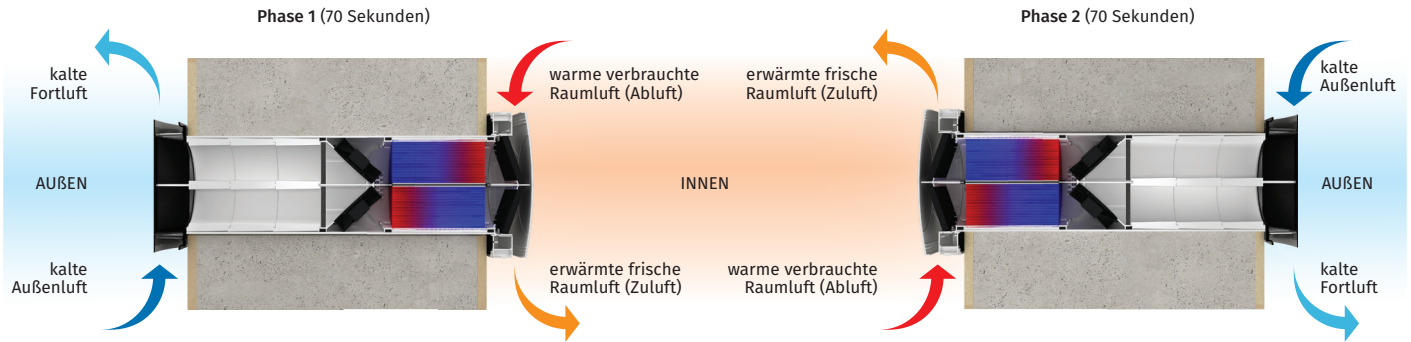 Phase 1 (70 Sekunden)
Phase 2 (70 Sekunden)
kalte
Fortluft
warme verbrauchte
Raumluft (Abluft)
erwärmte frische
Raumluft (Zuluft)
kalte
Außenluft
AUßEN
INNEN
AUßEN
kalte
Außenluft
erwärmte frische
Raumluft (Zuluft)
warme verbrauchte
Raumluft (Abluft)
kalte
Fortluft